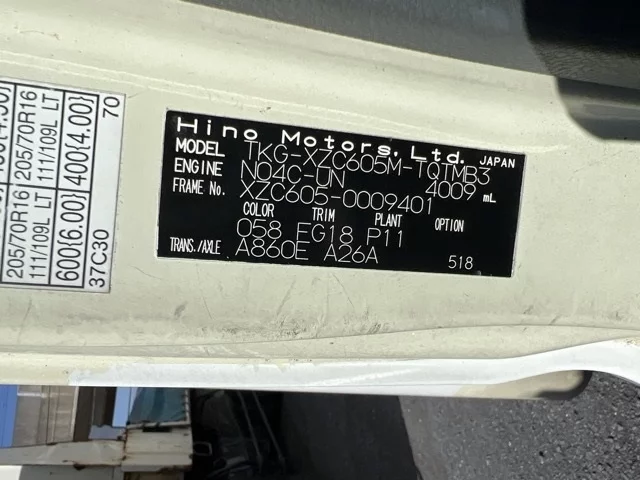 Hino Motors, Ltd. JAPAN
MODEL TKG-XZC605M-TQTMB3
ENGINE N04C-UN 4009 mL
FRAME No. XZC605-0009401
COLOR TRIM PLANT OPTION
058 FG18 P11
TRANS./AXLE A860E A26A 518
205/70R16 205/70R16
111/109L LT 111/109L LT
600{6.00} 400{4.00}
37C30 70